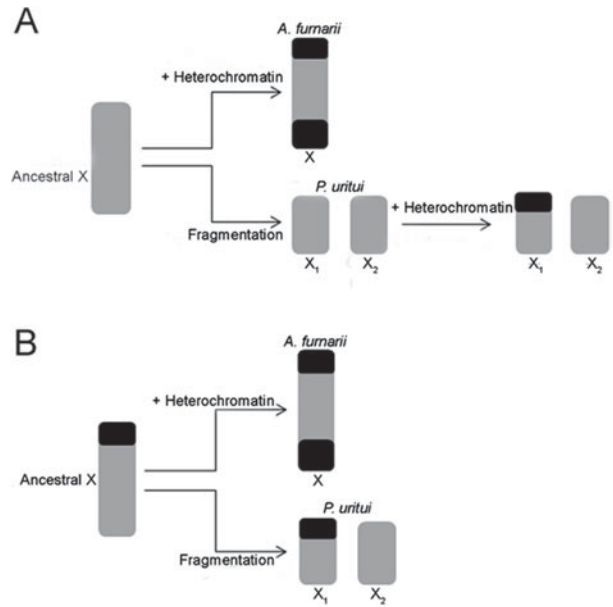 A
A. furnarii
+ Heterochromatin
X
Ancestral X
P. uritui
+ Heterochromatin
Fragmentation
X₁ X₂
X₁ X₂
B
A. furnarii
+ Heterochromatin
X
Ancestral X
P. uritui
Fragmentation
X₁ X₂